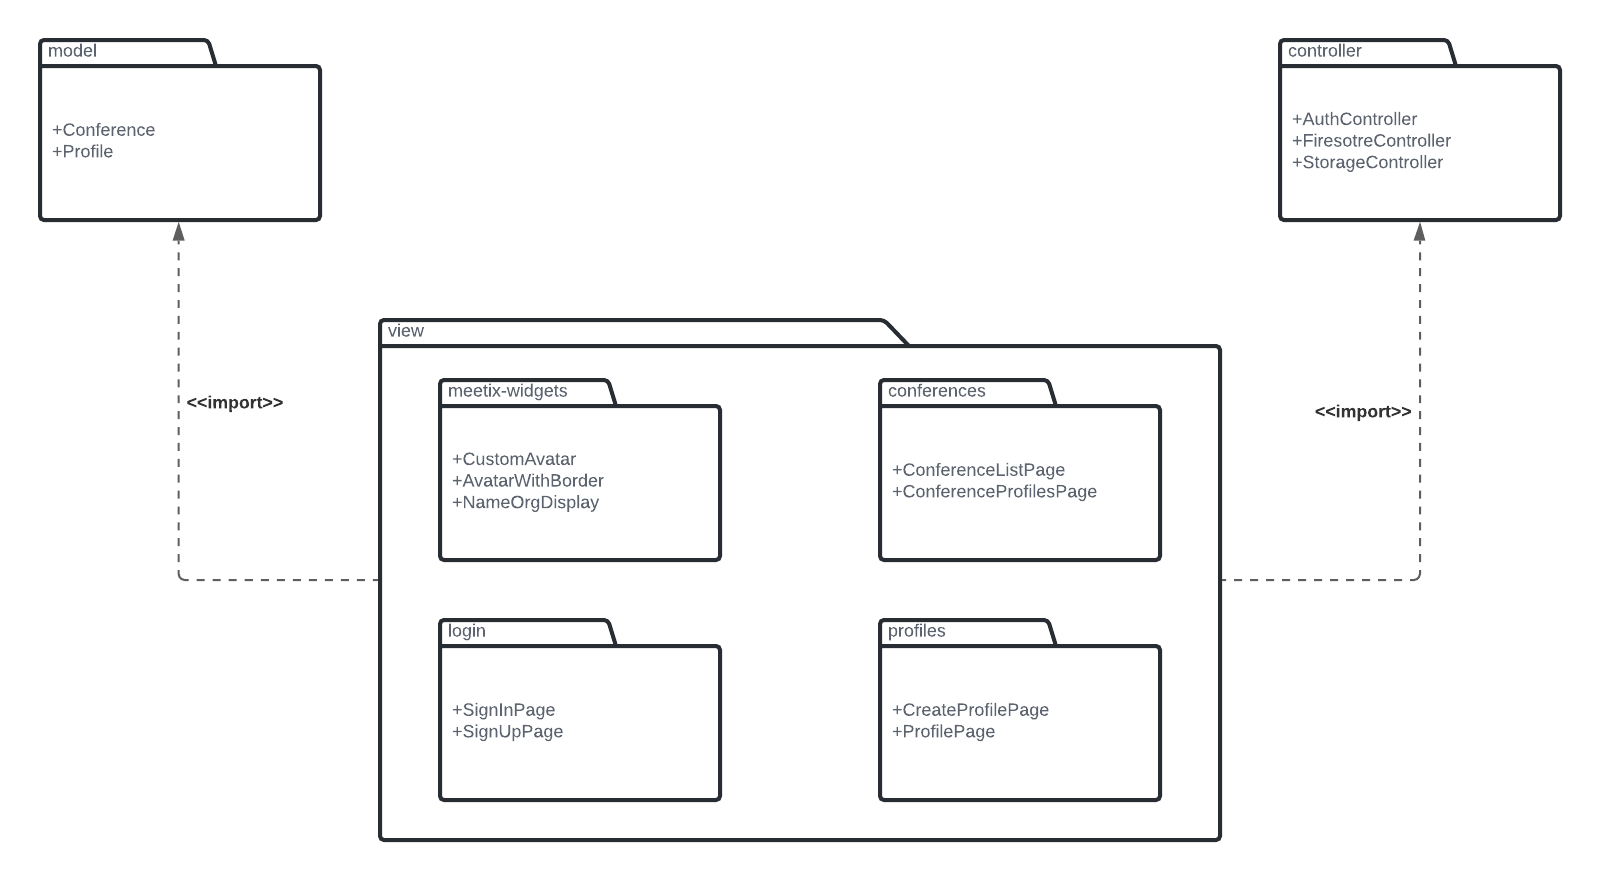 model
+Conference
+Profile
controller
+AuthController
+FiresotreController
+StorageController
<<import>>
<<import>>
view
meetix-widgets
+CustomAvatar
+AvatarWithBorder
+NameOrgDisplay
conferences
+ConferenceListPage
+ConferenceProfilesPage
login
+SignInPage
+SignUpPage
profiles
+CreateProfilePage
+ProfilePage